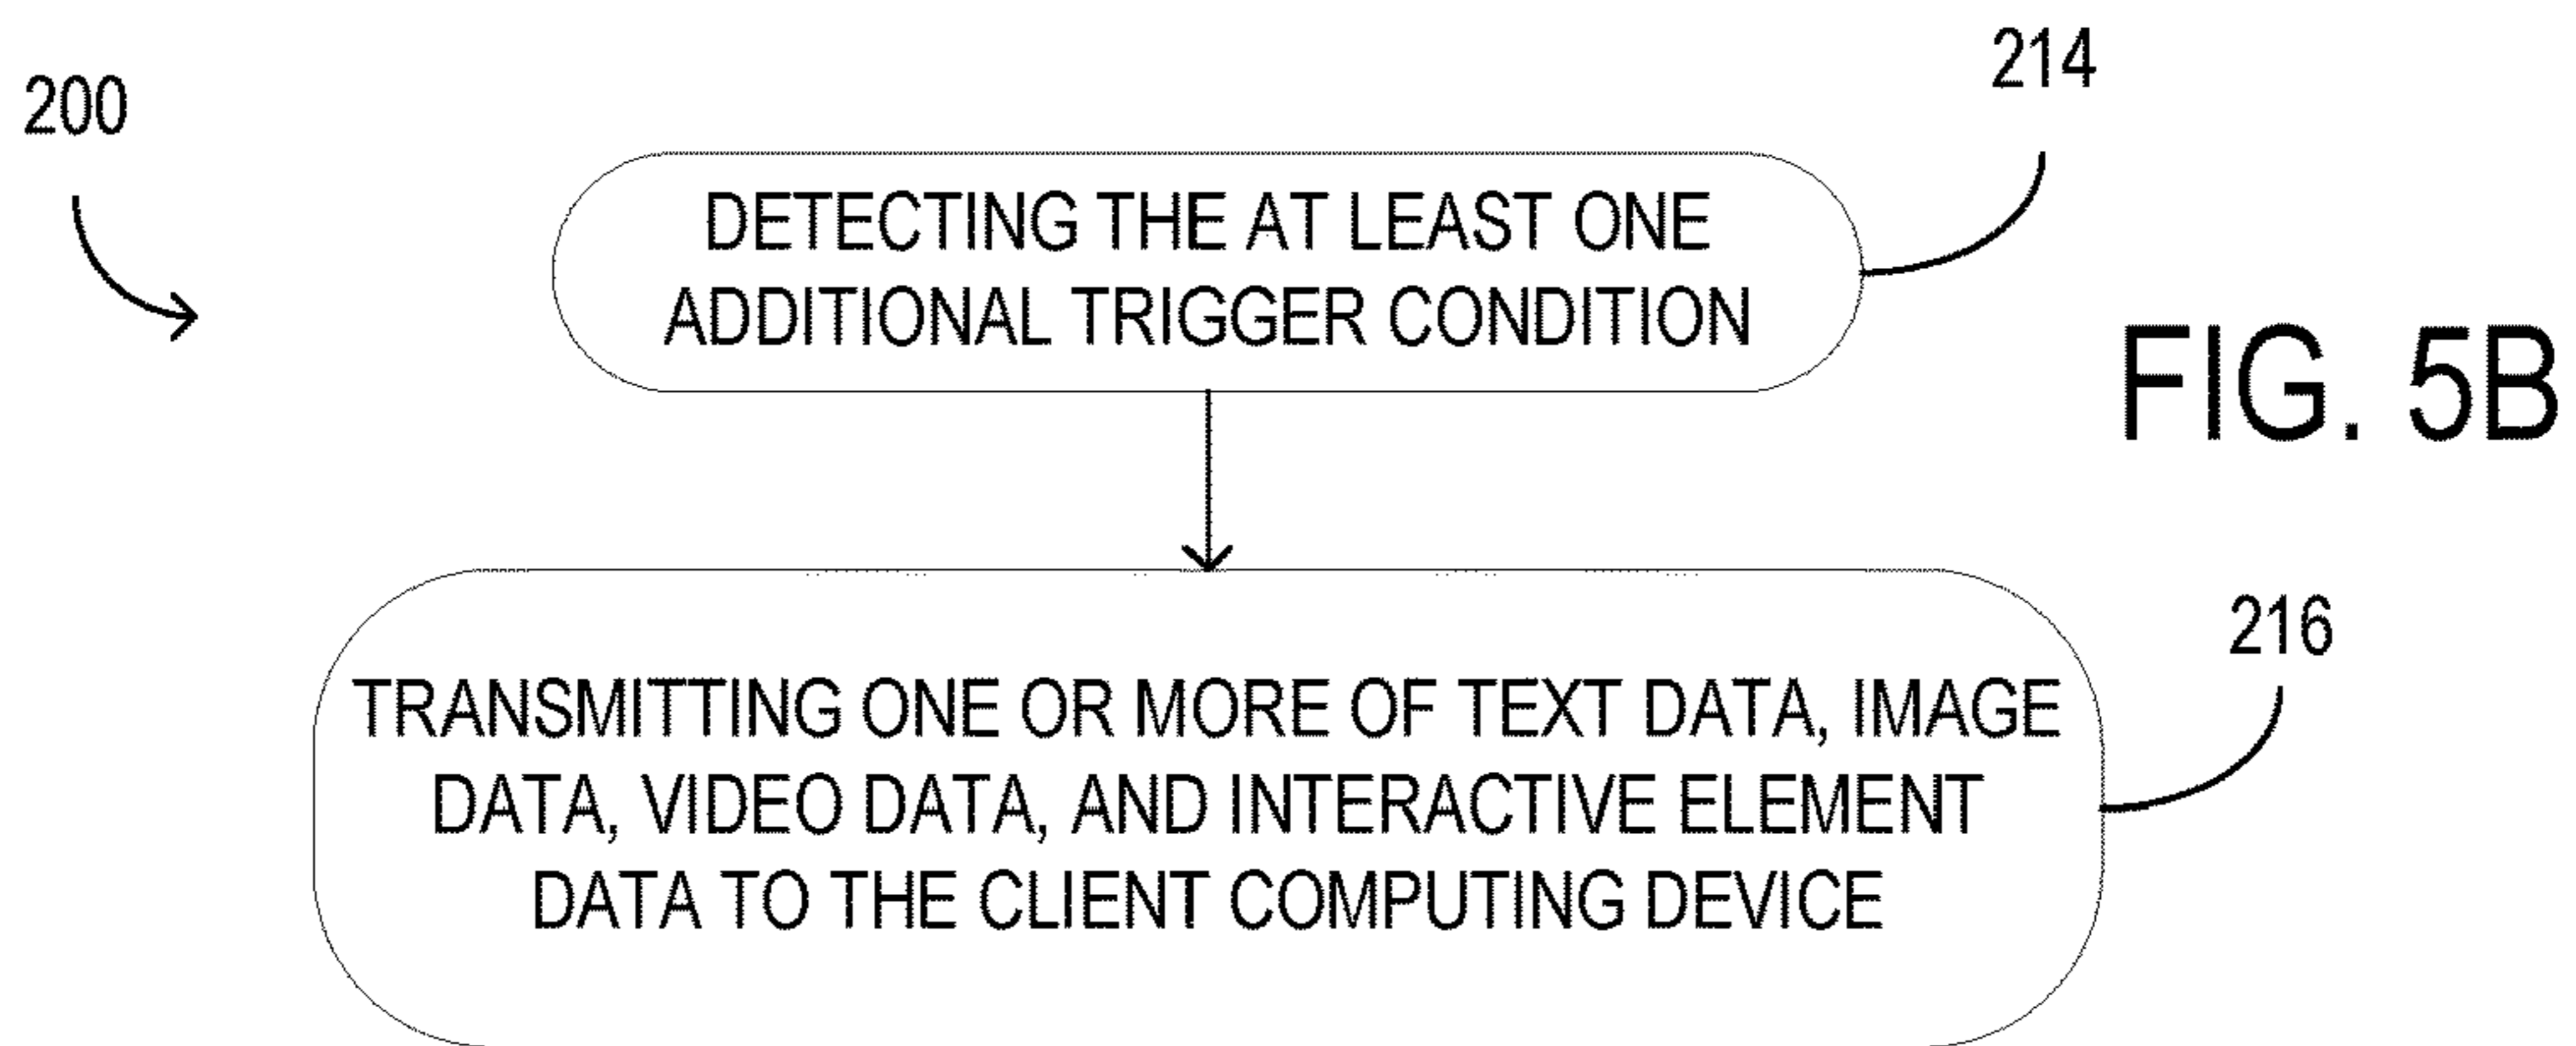 214
200
DETECTING THE AT LEAST ONE
ADDITIONAL TRIGGER CONDITION
FIG. 5B
216
TRANSMITTING ONE OR MORE OF TEXT DATA, IMAGE
DATA, VIDEO DATA, AND INTERACTIVE ELEMENT
DATA TO THE CLIENT COMPUTING DEVICE